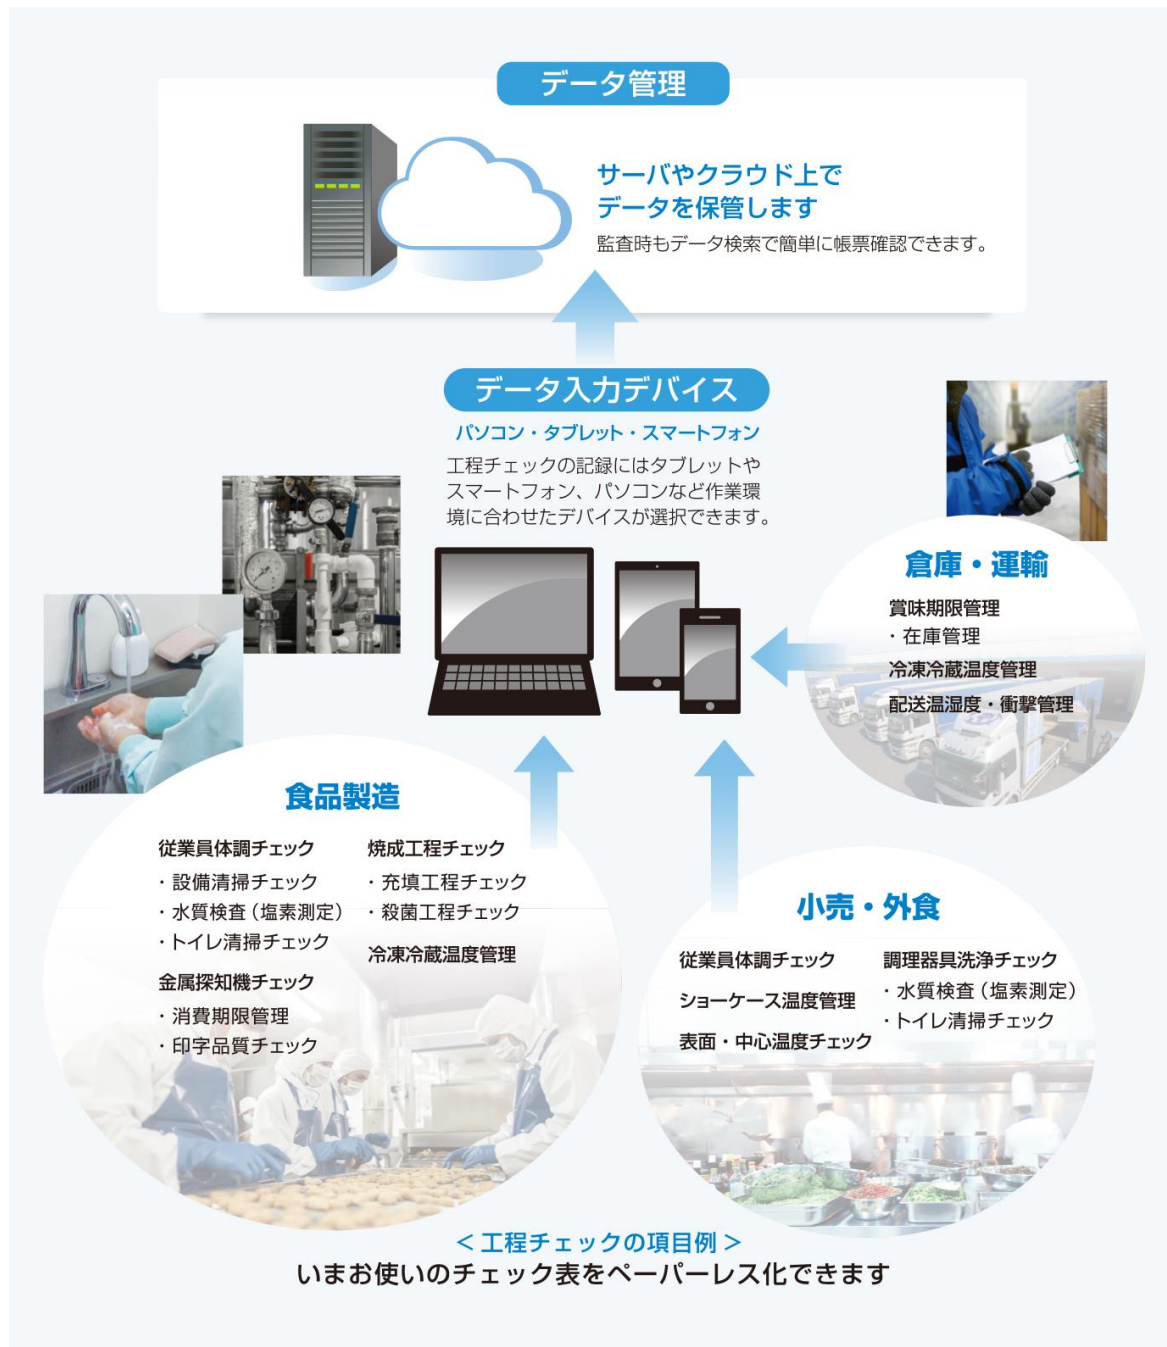 データ管理
サーバやクラウド上で
データを保管します
監査時もデータ検索で簡単に帳票確認できます。
データ入力デバイス
パソコン・タブレット・スマートフォン
工程チェックの記録にはタブレットや
スマートフォン、パソコンなど作業環
境に合わせたデバイスが選択できます。
倉庫・運輸
賞味期限管理
・在庫管理
冷凍冷蔵温度管理
配送温湿度・衝撃管理
食品製造
従業員体調チェック
・設備清掃チェック
・水質検査（塩素測定）
・トイレ清掃チェック
金属探知機チェック
・消費期限管理
・印字品質チェック
焼成工程チェック
・充填工程チェック
・殺菌工程チェック
冷凍冷蔵温度管理
小売・外食
従業員体調チェック
ショーケース温度管理
表面・中心温度チェック
調理器具洗浄チェック
・水質検査（塩素測定）
・トイレ清掃チェック
＜工程チェックの項目例＞
いまお使いのチェック表をペーパーレス化できます